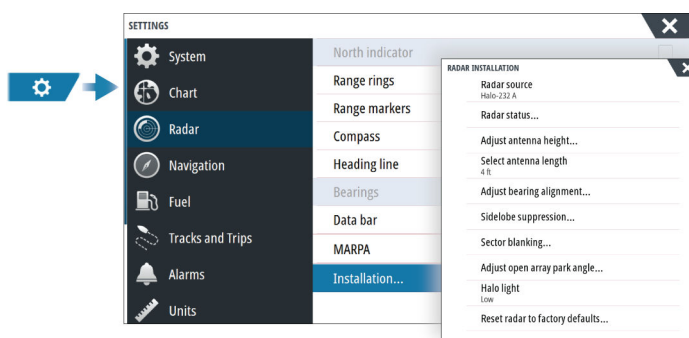 SETTINGS
System
Chart
Radar
Navigation
Fuel
Tracks and Trips
Alarms
Units
North indicator
Range rings
Range markers
Compass
Heading line
Bearings
Data bar
MARPA
Installation...
RADAR INSTALLATION
Radar source
Halo-232 A
Radar status...
Adjust antenna height...
Select antenna length
4 ft
Adjust bearing alignment...
Sidelobe suppression...
Sector blanking...
Adjust open array park angle...
Halo light
Low
Reset radar to factory defaults...